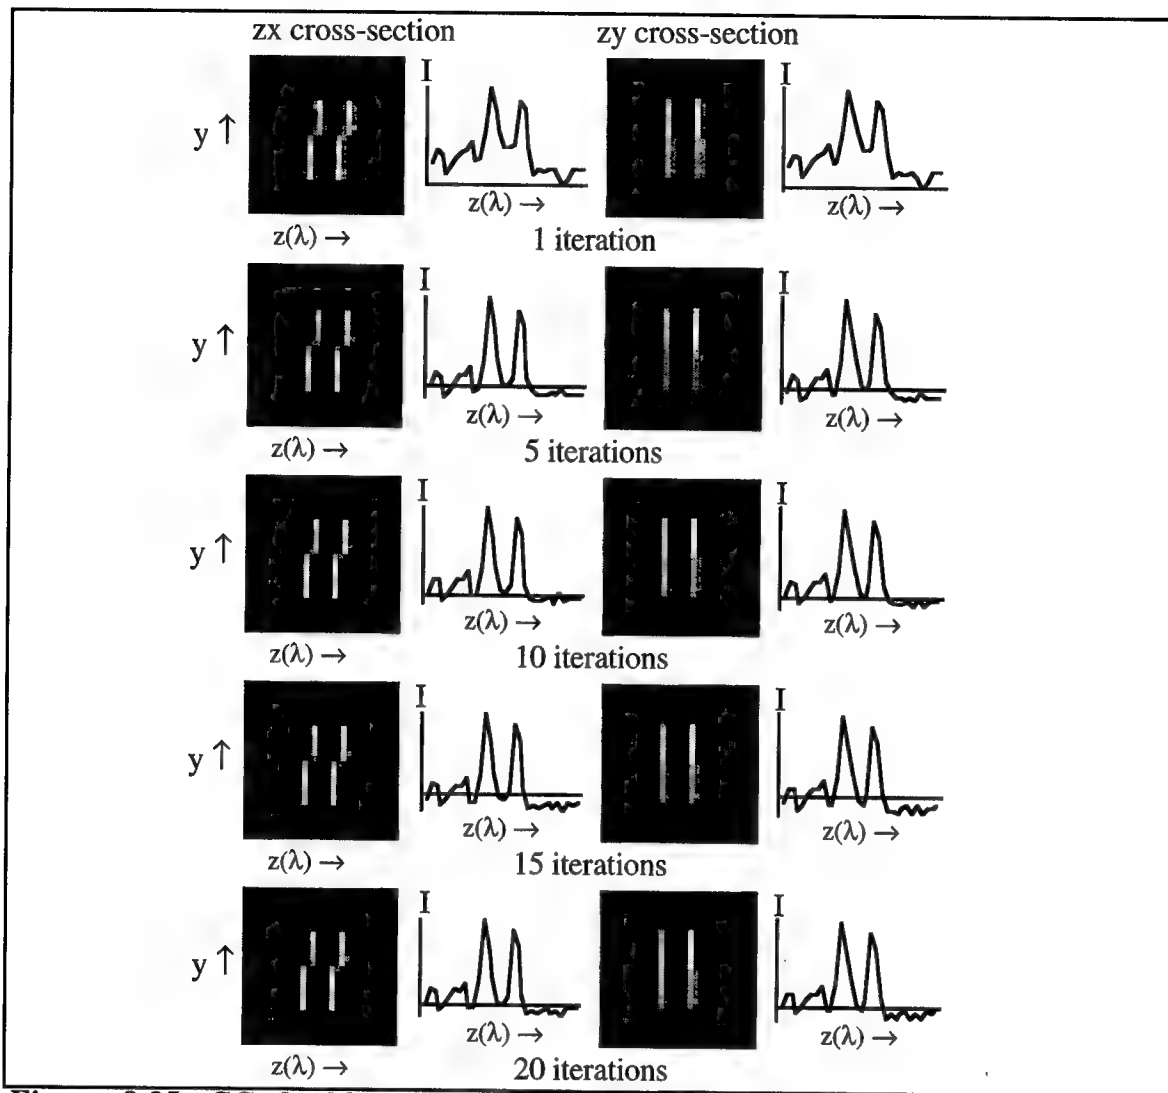 zx cross-section zy cross-section
I I
y ↑
z(λ) → z(λ) →
z(λ) →
1 iteration
I I
y ↑
z(λ) → z(λ) →
z(λ) →
5 iterations
I I
y ↑
z(λ) → z(λ) →
z(λ) →
10 iterations
I I
y ↑
z(λ) → z(λ) →
z(λ) →
15 iterations
I I
y ↑
z(λ) → z(λ) →
z(λ) →
20 iterations